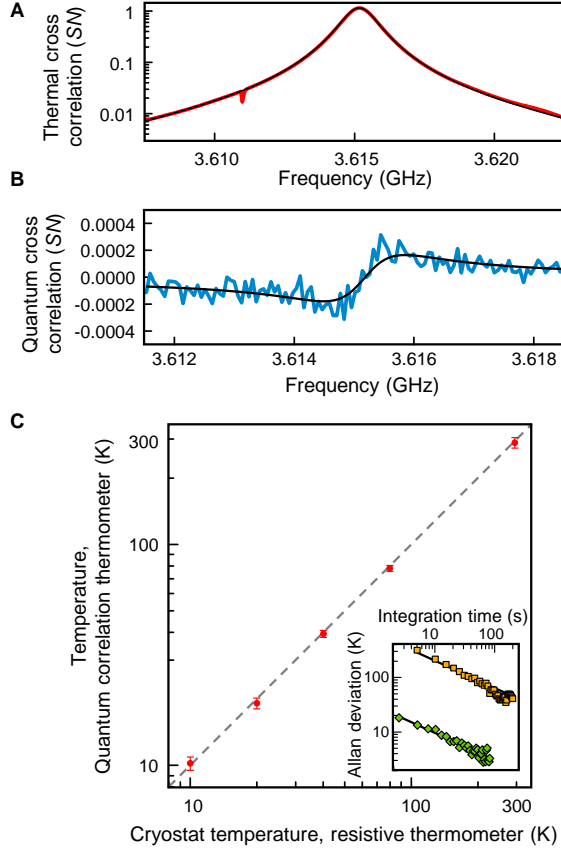 A
Thermal cross
correlation (SN)
1
0.1
0.01
3.610
3.615
3.620
Frequency (GHz)
B
Quantum cross
correlation (SN)
0.0004
0.0002
0.0000
-0.0002
-0.0004
3.612
3.614
3.616
3.618
Frequency (GHz)
C
Temperature,
Quantum correlation thermometer (K)
300
100
10
10
100
300
Cryostat temperature, resistive thermometer (K)
Integration time (s)
10
100
Allan deviation (K)
100
10